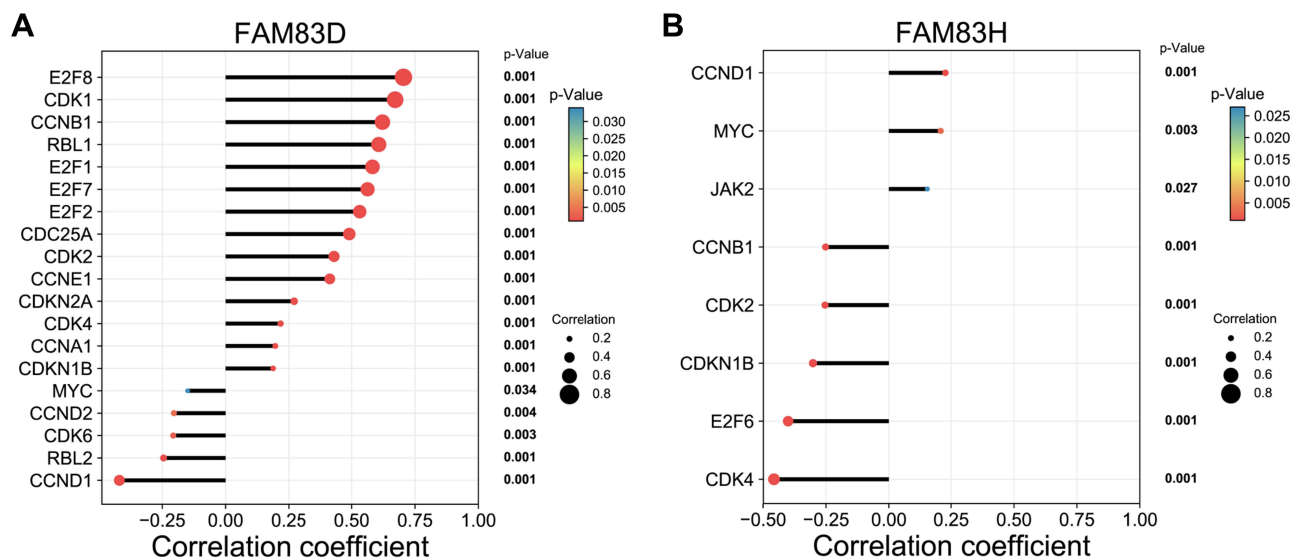 A
FAM83D
p-Value
E2F8 0.001
CDK1 0.001
CCNB1 0.001
RBL1 0.001
E2F1 0.001
E2F7 0.001
E2F2 0.001
CDC25A 0.001
CDK2 0.001
CCNE1 0.001
CDKN2A 0.001
CDK4 0.001
CCNA1 0.001
CDKN1B 0.001
MYC 0.034
CCND2 0.004
CDK6 0.003
RBL2 0.001
CCND1 0.001
−0.25 0.00 0.25 0.50 0.75 1.00
Correlation coefficient
p-Value
0.030
0.025
0.020
0.015
0.010
0.005
Correlation
0.2
0.4
0.6
0.8
B
FAM83H
p-Value
CCND1 0.001
MYC 0.003
JAK2 0.027
CCNB1 0.001
CDK2 0.001
CDKN1B 0.001
E2F6 0.001
CDK4 0.001
−0.50 −0.25 0.00 0.25 0.50 0.75 1.00
Correlation coefficient
p-Value
0.025
0.020
0.015
0.010
0.005
Correlation
0.2
0.4
0.6
0.8